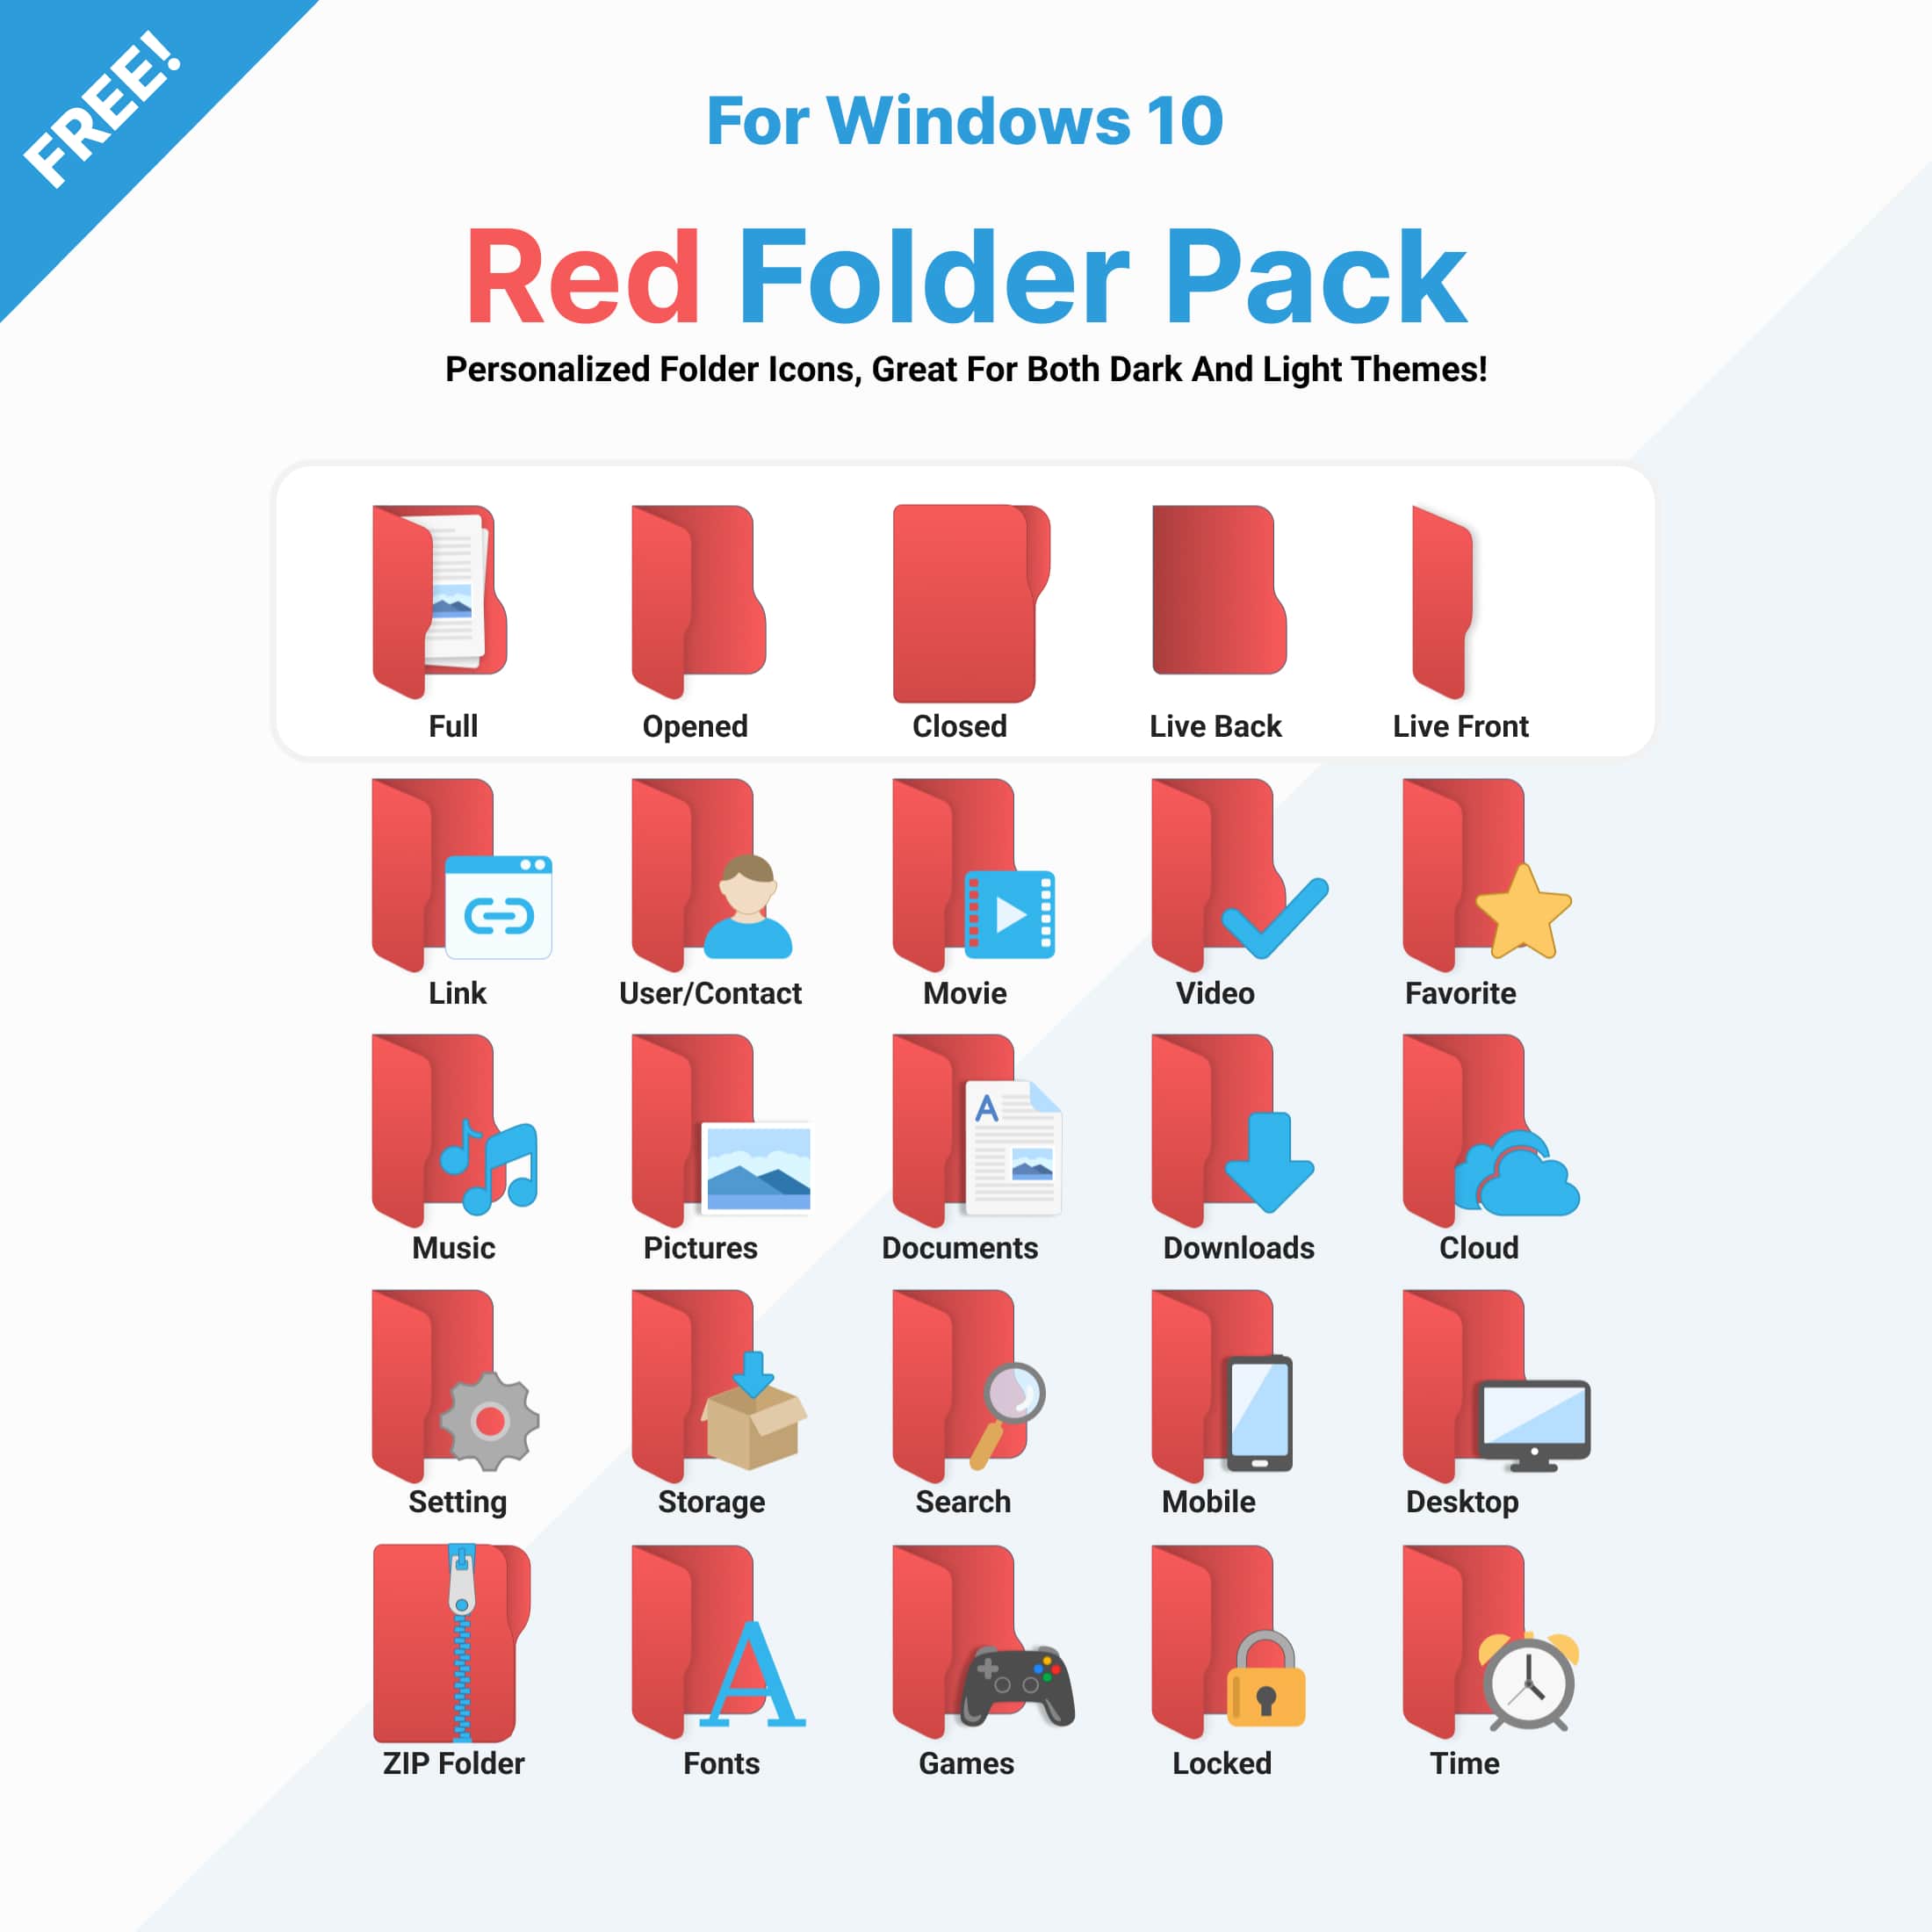 FREE!
For Windows 10
Red Folder Pack
Personalized Folder Icons, Great For Both Dark And Light Themes!
Full Opened Closed Live Back Live Front
Link User/Contact Movie Video Favorite
A
Music Pictures Documents Downloads Cloud
Setting Storage Search Mobile Desktop
A
ZIP Folder Fonts Games Locked Time